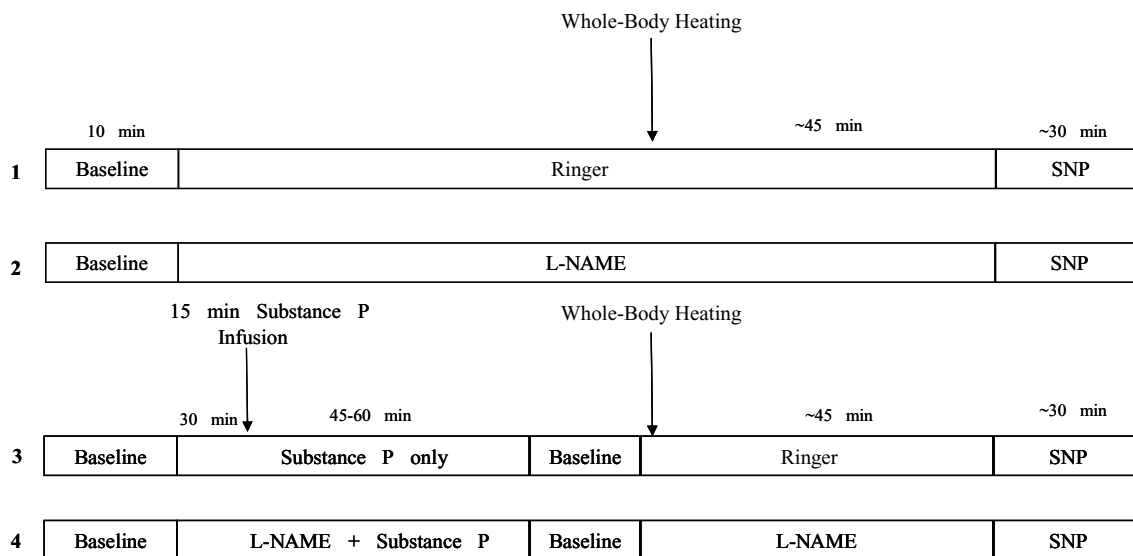 Whole-Body Heating
10 min
~45 min
~30 min
1 Baseline Ringer SNP
2 Baseline L-NAME SNP
15 min Substance P
Infusion
Whole-Body Heating
30 min
45-60 min
~45 min
~30 min
3 Baseline Substance P only Baseline Ringer SNP
4 Baseline L-NAME + Substance P Baseline L-NAME SNP